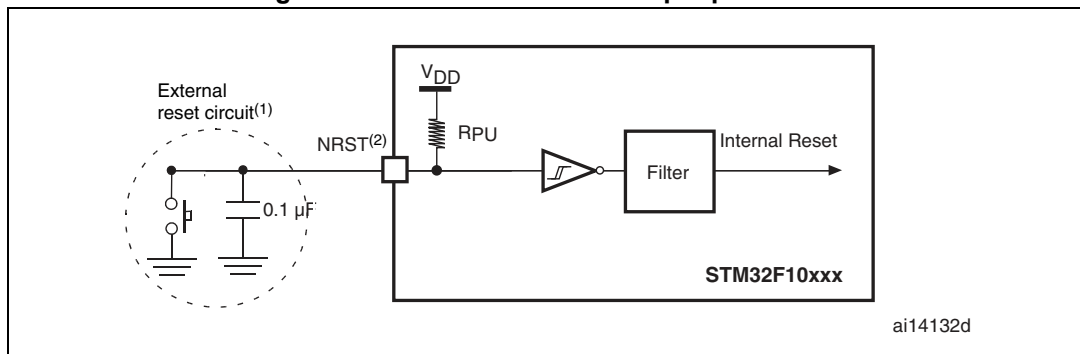 External
reset circuit(1)
VDD
RPU
NRST(2)
Internal Reset
Filter
0.1 µF
STM32F10xxx
ai14132d